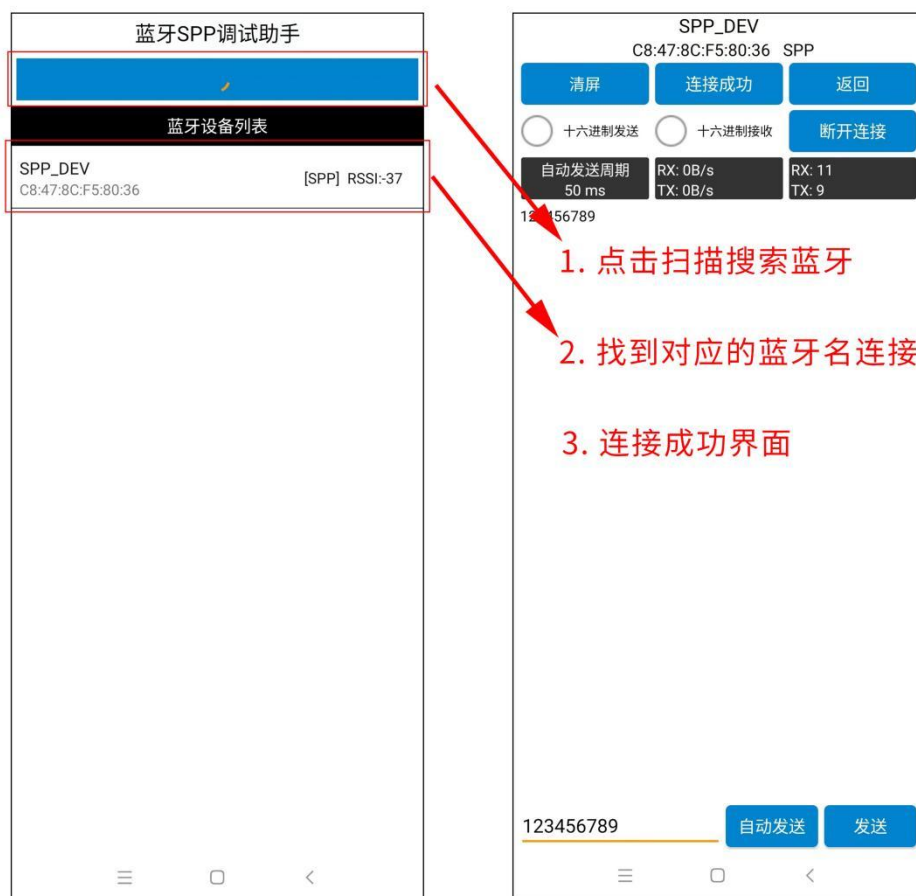 蓝牙SPP调试助手
蓝牙设备列表
SPP_DEV
C8:47:8C:F5:80:36
[SPP] RSSI:-37
SPP_DEV
C8:47:8C:F5:80:36 SPP
清屏
连接成功
返回
十六进制发送
十六进制接收
断开连接
自动发送周期
50 ms
RX: 0B/s
TX: 0B/s
RX: 11
TX: 9
123456789
1. 点击扫描搜索蓝牙
2. 找到对应的蓝牙名连接
3. 连接成功界面
123456789
自动发送
发送